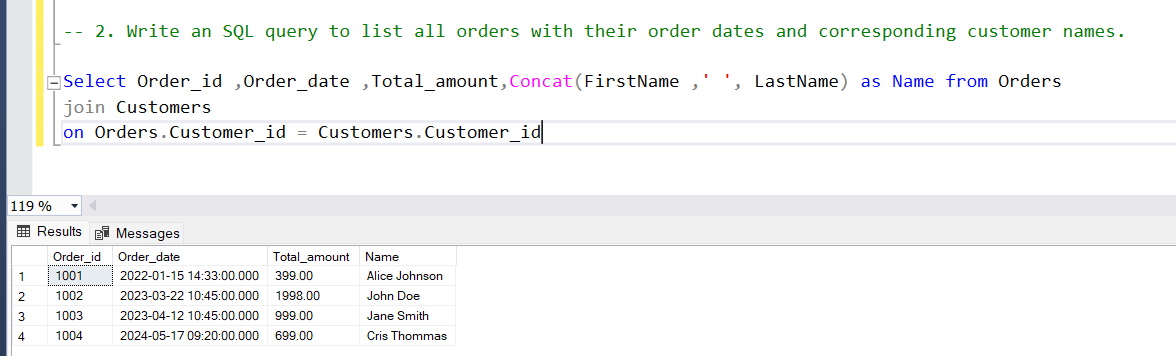 -- 2. Write an SQL query to list all orders with their order dates and corresponding customer names.
Select Order_id ,Order_date ,Total_amount,Concat(FirstName ,' ', LastName) as Name from Orders
join Customers
on Orders.Customer_id = Customers.Customer_id
119 %
Results Messages
Order_id Order_date Total_amount Name
1 1001 2022-01-15 14:33:00.000 399.00 Alice Johnson
2 1002 2023-03-22 10:45:00.000 1998.00 John Doe
3 1003 2023-04-12 10:45:00.000 999.00 Jane Smith
4 1004 2024-05-17 09:20:00.000 699.00 Cris Thommas